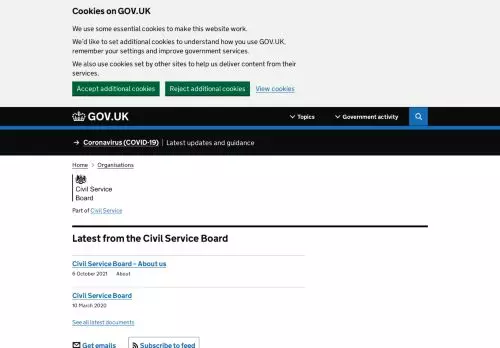 Cookies on GOV.UK
We use some essential cookies to make this website work.
We'd like to set additional cookies to understand how you use GOV.UK,
remember your settings and improve government services.
We also use cookies set by other sites to help us deliver content from their
services.
Accept additional cookies Reject additional cookies View cookies
GOV.UK Topics Government activity
→ Coronavirus (COVID-19) | Latest updates and guidance
Home > Organisations
Civil Service
Board
Part of Civil Service
Latest from the Civil Service Board
Civil Service Board – About us
6 October 2021 About
Civil Service Board
10 March 2020
See all latest documents
Get emails Subscribe to feed